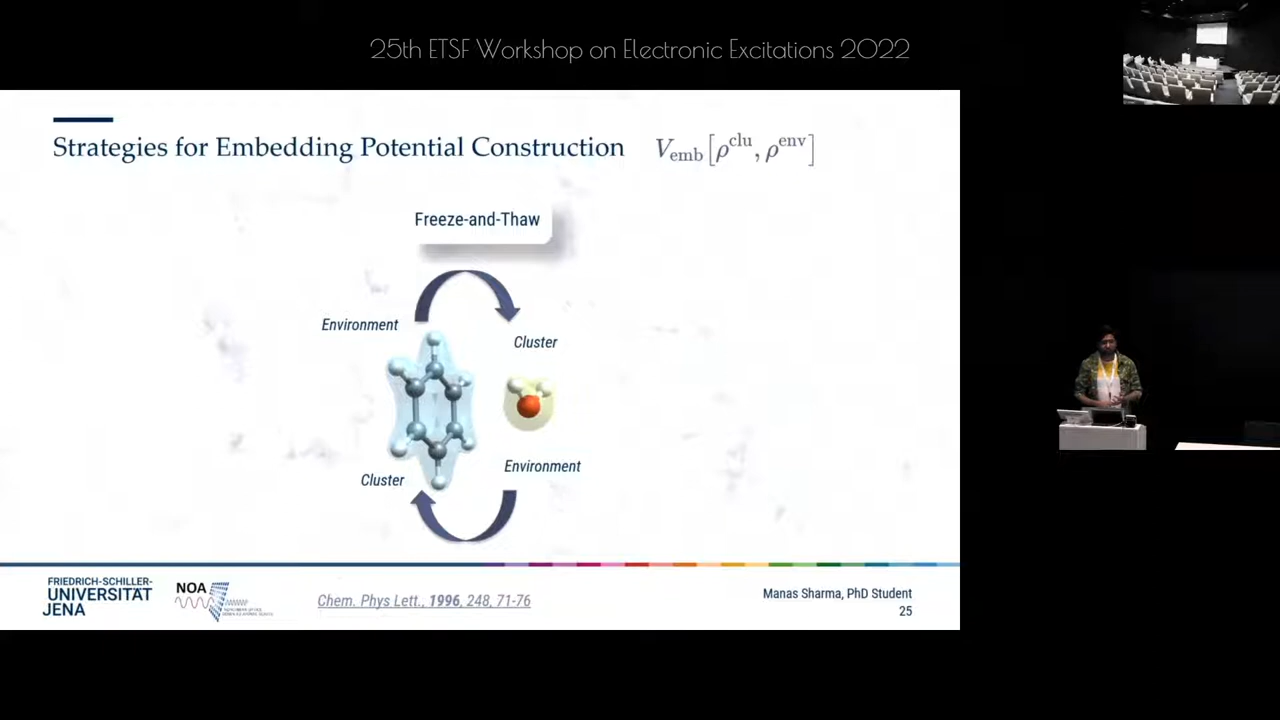 25th ETSF Workshop on Electronic Excitations 2022
Strategies for Embedding Potential Construction V_emb[ρ^clu, ρ^env]
Freeze-and-Thaw
Environment
Cluster
Environment
Cluster
FRIEDRICH-SCHILLER-
UNIVERSITÄT
JENA
NOA
Chem. Phys Lett., 1996, 248, 71-76
Manas Sharma, PhD Student
25